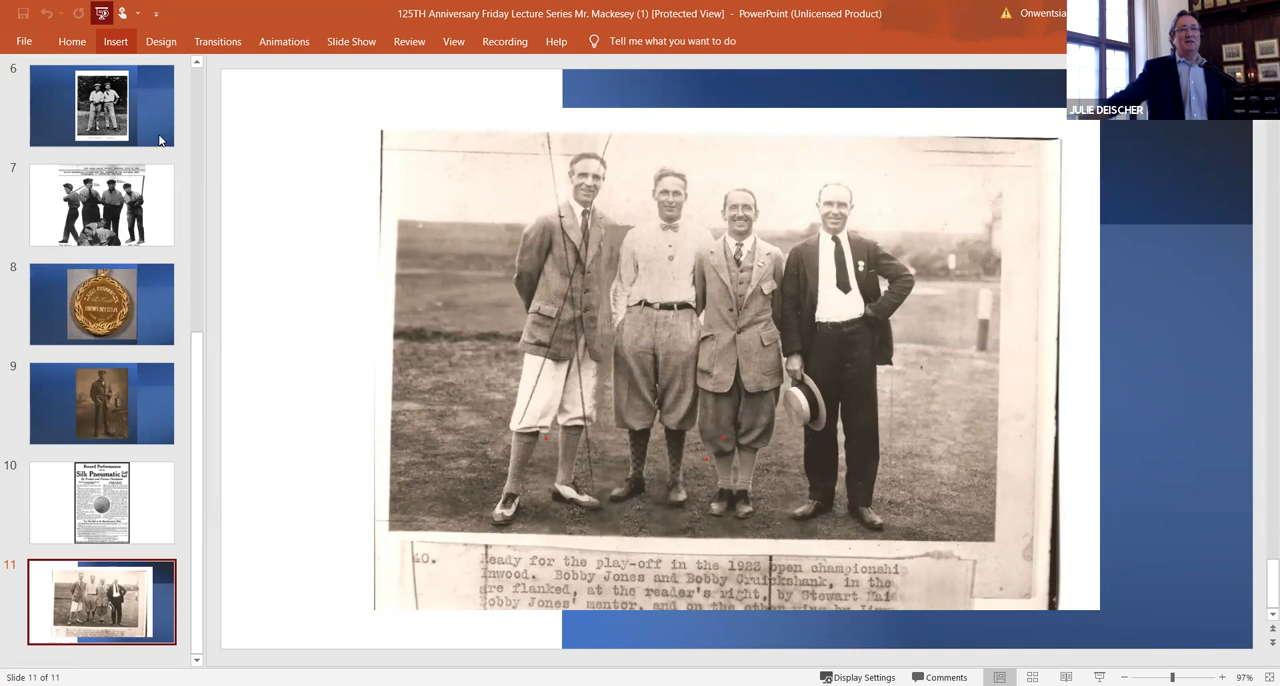 125TH Anniversary Friday Lecture Series Mr. Mackesey (1) [Protected View] - PowerPoint (Unlicensed Product)
Onwentsia
File Home Insert Design Transitions Animations Slide Show Review View Recording Help Tell me what you want to do
JULIE DEISCHER
6
7
8
9
10
Record Performances
Silk Pneumatic
11
40. Ready for the play-off in the 1923 open championshi
Inwood. Bobby Jones and Bobby Cruickshank, in the
are flanked, at the reader's right, by Stewart Mai
Bobby Jones' mentor, and on the other
Slide 11 of 11
Display Settings
Comments
97%